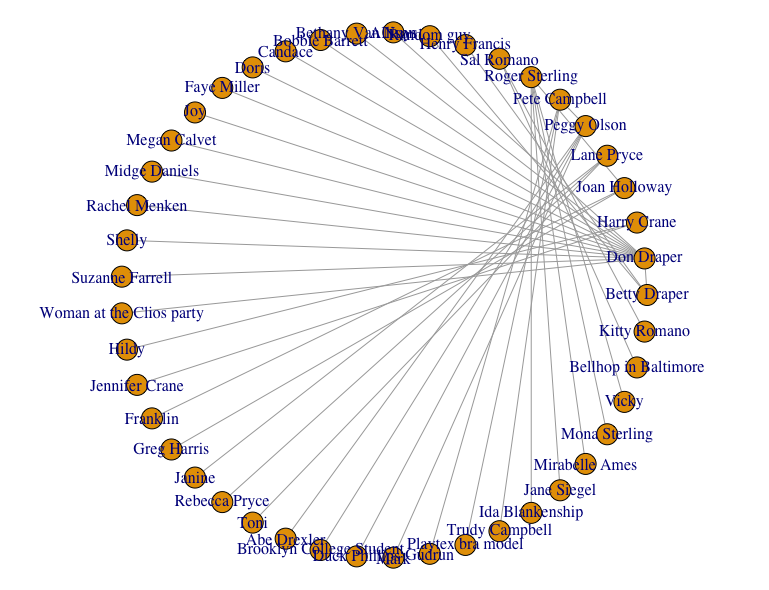 Bethany Van Nuys
Allison
Random guy
Bobbie Barrett
Henry Francis
Candace
Sal Romano
Doris
Roger Sterling
Faye Miller
Pete Campbell
Joy
Peggy Olson
Megan Calvet
Lane Pryce
Midge Daniels
Joan Holloway
Rachel Menken
Harry Crane
Shelly
Don Draper
Suzanne Farrell
Betty Draper
Woman at the Clios party
Kitty Romano
Hildy
Bellhop in Baltimore
Jennifer Crane
Vicky
Franklin
Mona Sterling
Greg Harris
Mirabelle Ames
Janine
Jane Siegel
Rebecca Pryce
Ida Blankenship
Toni
Trudy Campbell
Abe Drexler
Playtex bra model
Brooklyn College Student
Duck Phillips
Mark
Gudrun